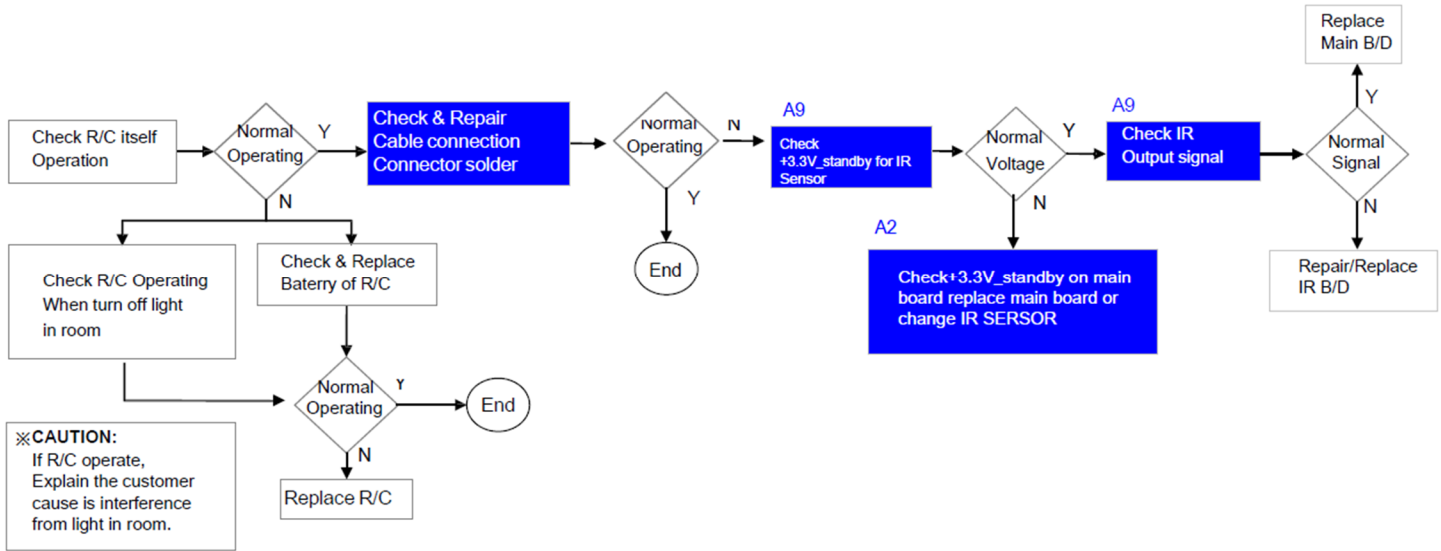 Check R/C itself
Operation
Normal
Operating
Y
N
Check & Repair
Cable connection
Connector solder
Normal
Operating
N
Y
End
A9
Check
+3.3V_standby for IR
Sensor
Normal
Voltage
Y
N
A9
Check IR
Output signal
Normal
Signal
Y
N
Replace
Main B/D
Repair/Replace
IR B/D
A2
Check+3.3V_standby on main
board replace main board or
change IR SERSOR
Check R/C Operating
When turn off light
in room
Check & Replace
Baterry of R/C
Normal
Operating
Y
End
N
Replace R/C
※CAUTION:
If R/C operate,
Explain the customer
cause is interference
from light in room.